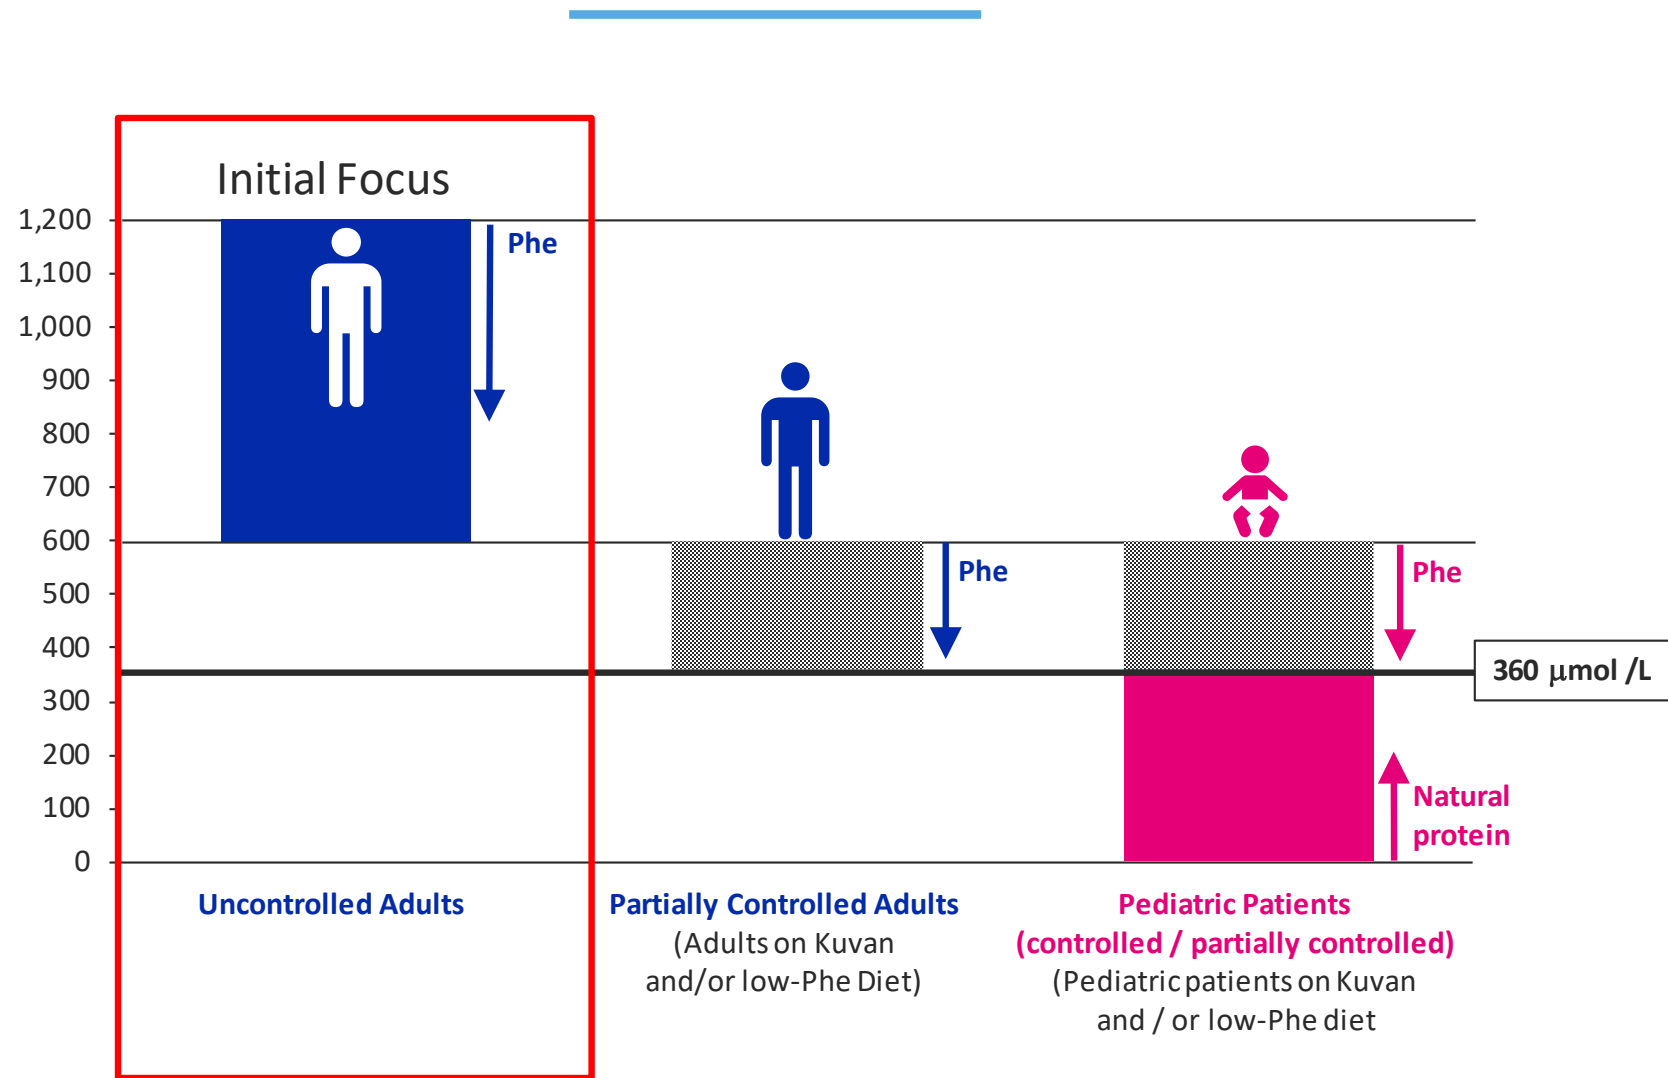 Initial Focus
1,200
1,100
1,000
900
800
700
600
500
400
300
200
100
0
Phe
Phe
Phe
360 μmol /L
Natural
protein
Uncontrolled Adults
Partially Controlled Adults
(Adults on Kuvan
and/or low-Phe Diet)
Pediatric Patients
(controlled / partially controlled)
(Pediatric patients on Kuvan
and / or low-Phe diet